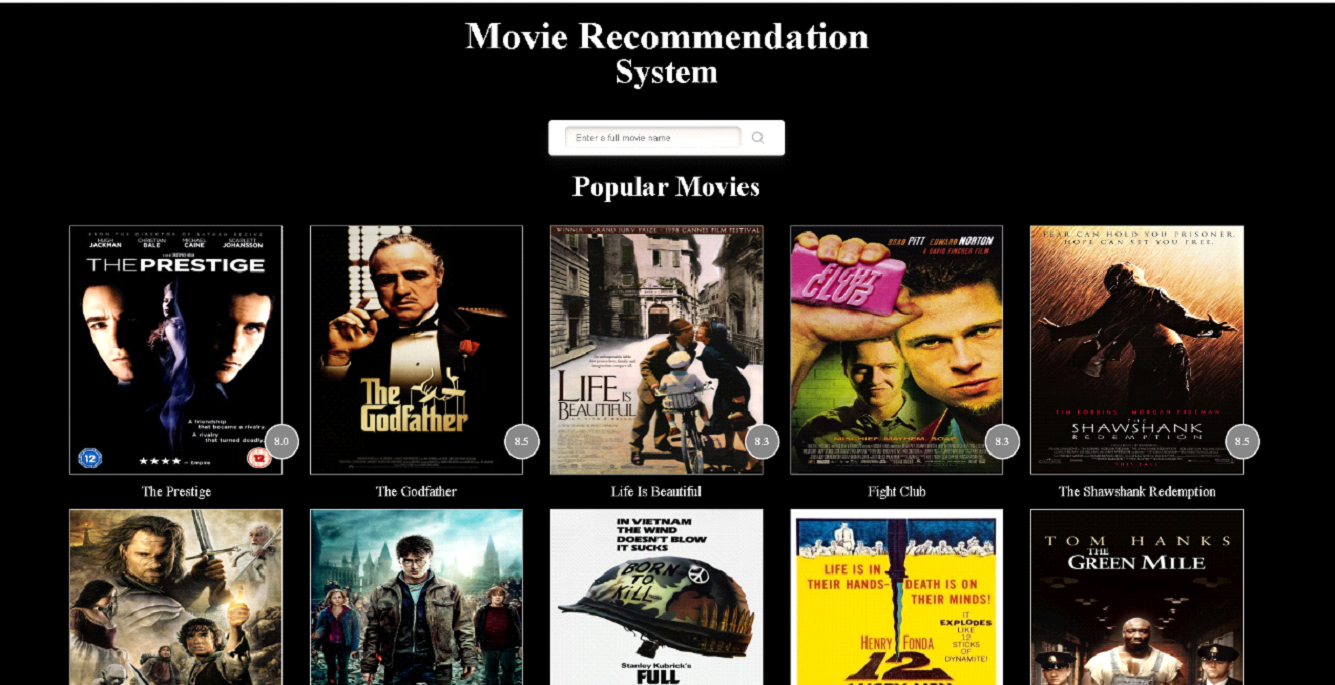 Movie Recommendation
System
Enter a full movie name
Popular Movies
FROM THE DIRECTOR OF BATMAN BEGINS
HUGH JACKMAN CHRISTIAN BALE MICHAEL CAINE SCARLETT JOHANSSON
THE PRESTIGE
A friendship
that became a rivalry.
A rivalry
that turned deadly.
12
★★★★ - Empire
12
8.0
The Godfather
8.5
WINNER - GRAND JURY PRIZE - 1998 CANNES FILM FESTIVAL
LIFE IS
BEAUTIFUL
8.3
BRAD PITT EDWARD NORTON
A DAVID FINCHER FILM
FIGHT
CLUB
MISCHIEF. MAYHEM. SOAP.
8.3
FEAR CAN HOLD YOU PRISONER.
HOPE CAN SET YOU FREE.
TIM ROBBINS MORGAN FREEMAN
THE
SHAWSHANK
REDEMPTION
THIS FALL
8.5
The Prestige
The Godfather
Life Is Beautiful
Fight Club
The Shawshank Redemption
IN VIETNAM
THE WIND
DOESN'T BLOW
IT SUCKS
BORN
TO
KILL
Stanley Kubrick's
FULL
LIFE IS IN
THEIR HANDS- DEATH IS ON
THEIR MINDS!
IT
EXPLODES
LIKE
12
STICKS
OF
DYNAMITE!
HENRY FONDA
12
TOM HANKS
THE
GREEN MILE